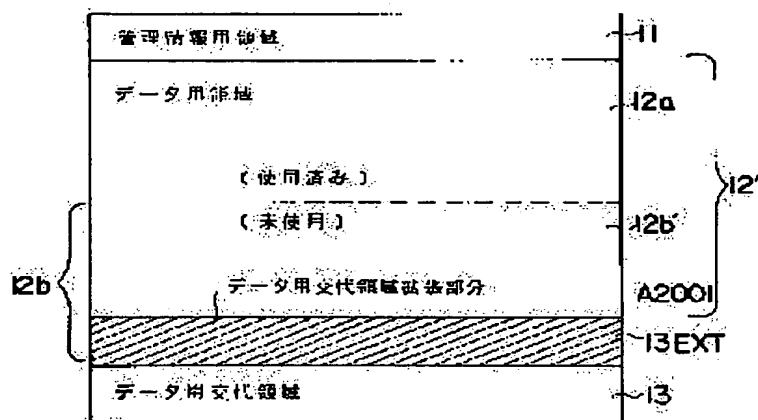 管理情報用領域 11
データ用領域 12a
(使用済み) 12'
(未使用) 12b'
12b データ用交代領域拡張部分 A2001
13EXT
データ用交代領域 13